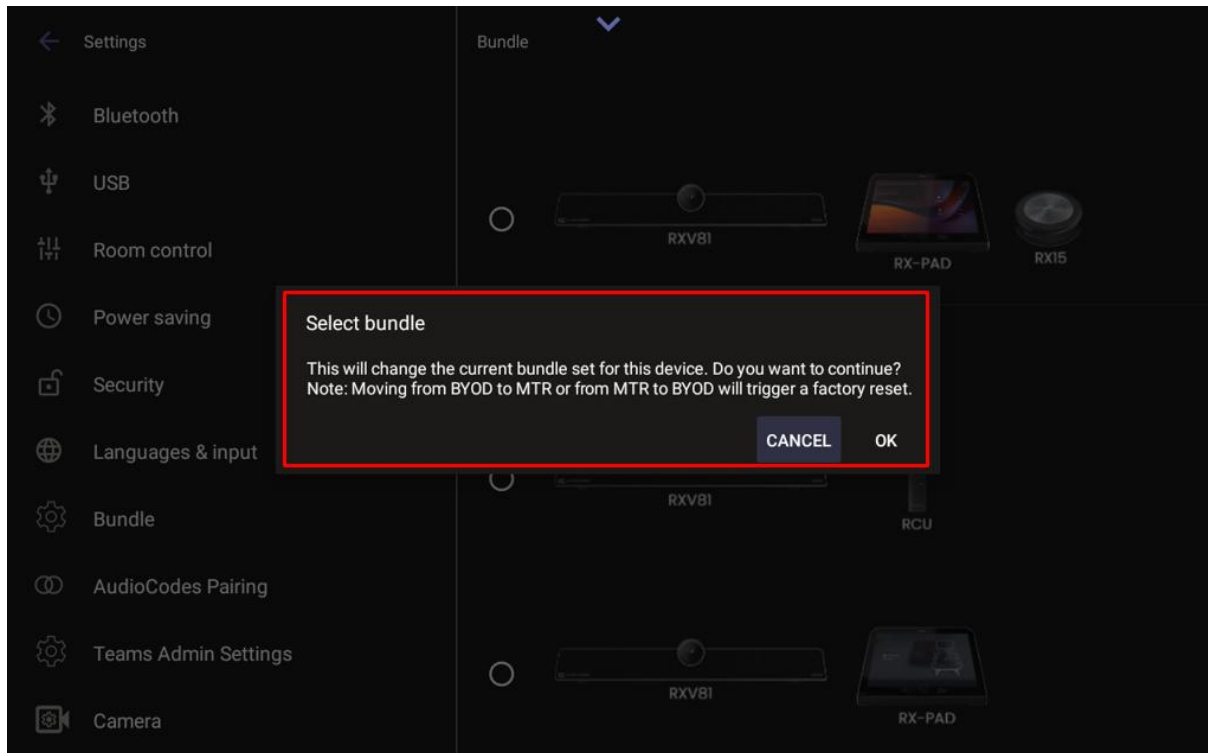 Settings
Bluetooth
USB
Room control
Power saving
Security
Languages & input
Bundle
AudioCodes Pairing
Teams Admin Settings
Camera
Bundle
RXV81
RX-PAD
RX15
Select bundle
This will change the current bundle set for this device. Do you want to continue?
Note: Moving from BYOD to MTR or from MTR to BYOD will trigger a factory reset.
CANCEL
OK
RXV81
RCU
RXV81
RX-PAD